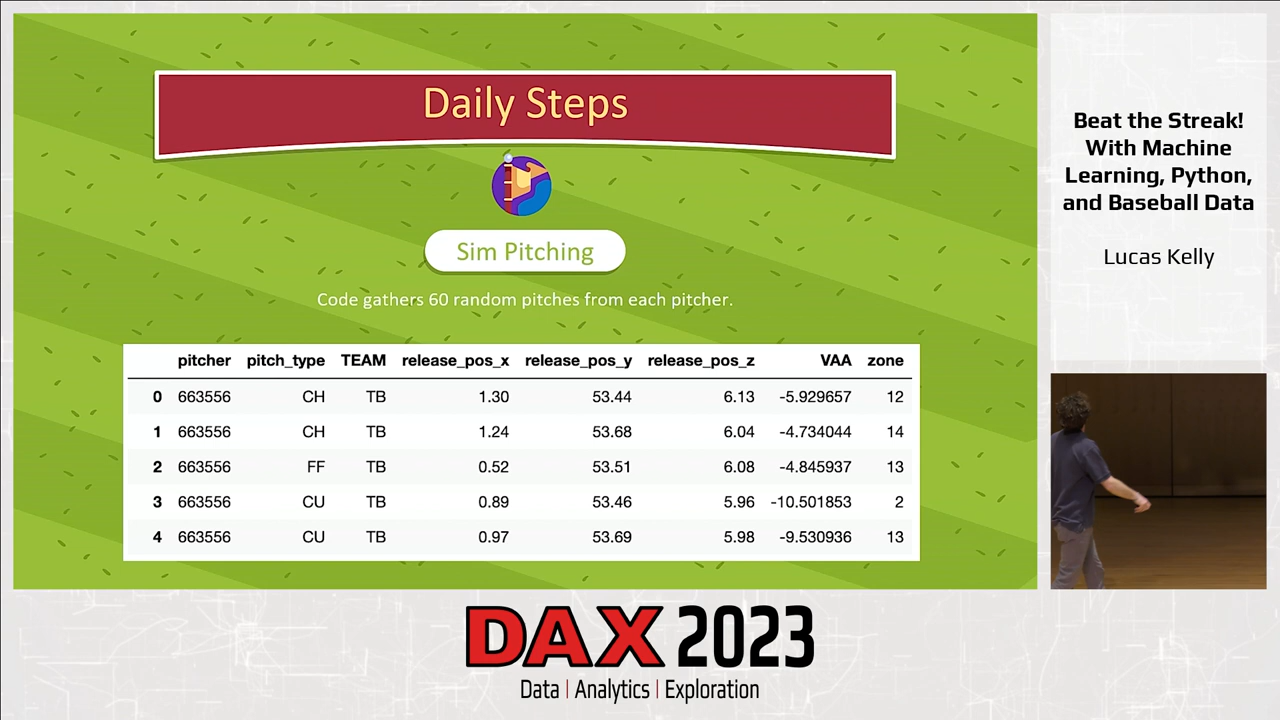 Daily Steps
Sim Pitching
Code gathers 60 random pitches from each pitcher.
pitcher pitch_type TEAM release_pos_x release_pos_y release_pos_z VAA zone
0 663556 CH TB 1.30 53.44 6.13 -5.929657 12
1 663556 CH TB 1.24 53.68 6.04 -4.734044 14
2 663556 FF TB 0.52 53.51 6.08 -4.845937 13
3 663556 CU TB 0.89 53.46 5.96 -10.501853 2
4 663556 CU TB 0.97 53.69 5.98 -9.530936 13
Beat the Streak!
With Machine
Learning, Python,
and Baseball Data
Lucas Kelly
DAX 2023
Data | Analytics | Exploration